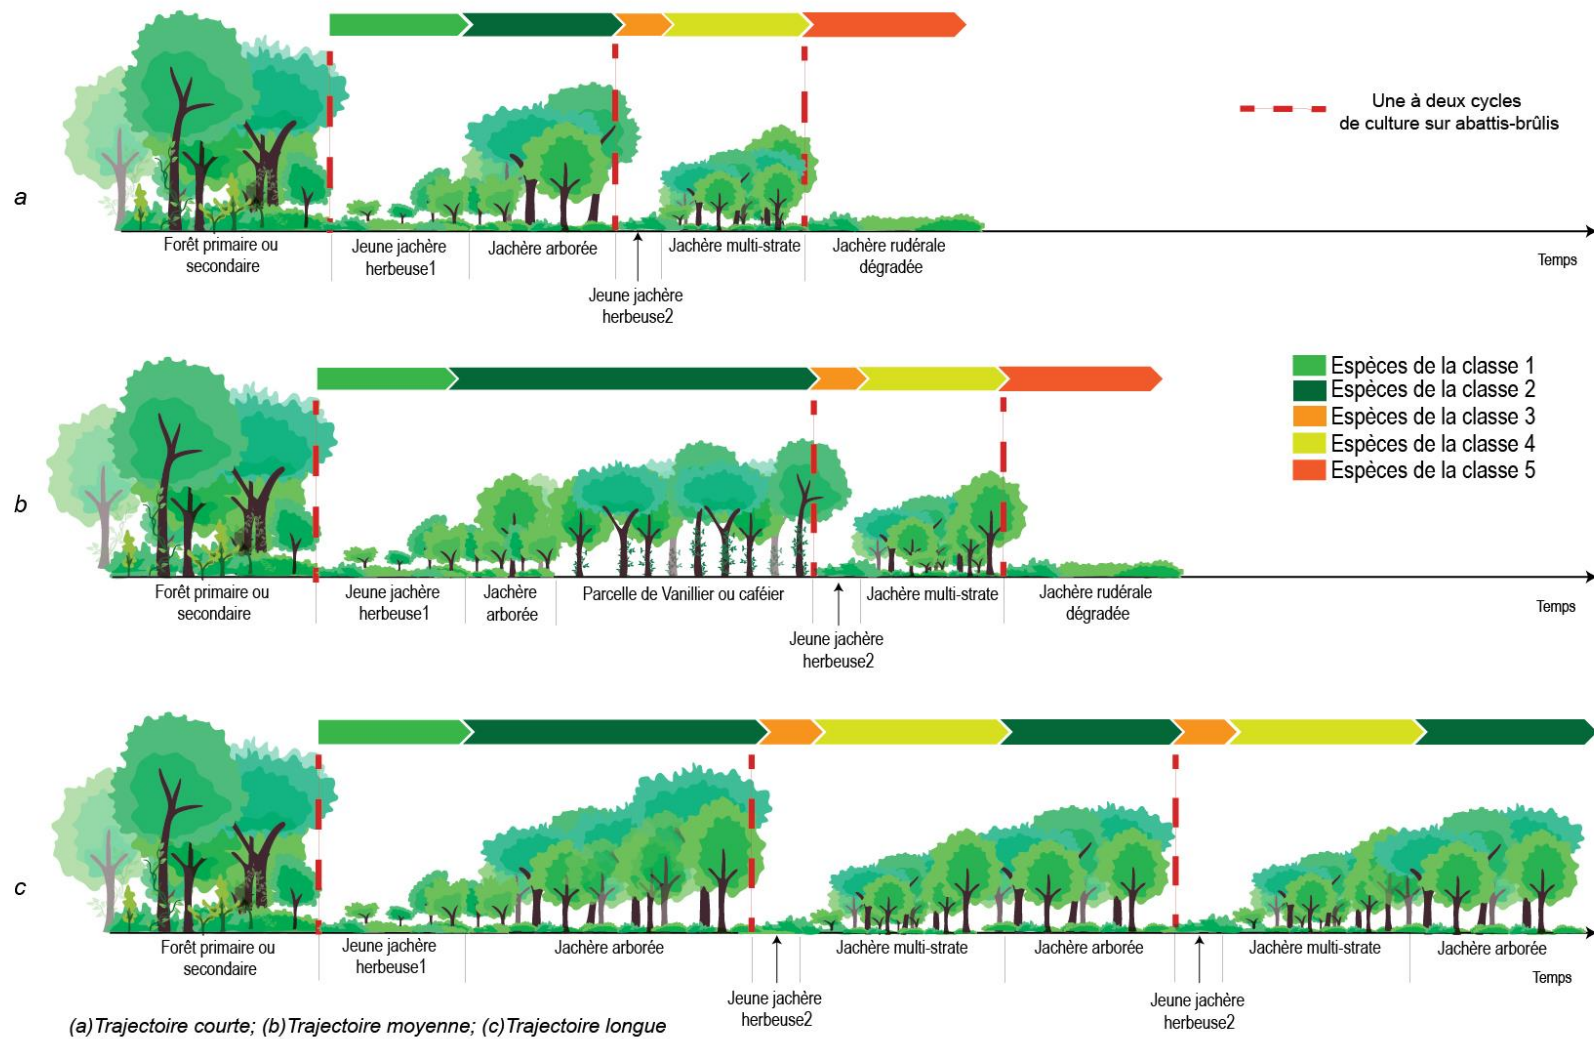 Une à deux cycles
de culture sur abattis-brûlis
a
Forêt primaire ou
secondaire
Jeune jachère
herbeuse1
Jachère arborée
Jeune jachère
herbeuse2
Jachère multi-strate
Jachère rudérale
dégradée
Temps
Espèces de la classe 1
Espèces de la classe 2
Espèces de la classe 3
Espèces de la classe 4
Espèces de la classe 5
b
Forêt primaire ou
secondaire
Jeune jachère
herbeuse1
Jachère
arborée
Parcelle de Vanillier ou caféier
Jeune jachère
herbeuse2
Jachère multi-strate
Jachère rudérale
dégradée
Temps
c
Forêt primaire ou
secondaire
Jeune jachère
herbeuse1
Jachère arborée
Jeune jachère
herbeuse2
Jachère multi-strate
Jachère arborée
Jeune jachère
herbeuse2
Jachère multi-strate
Jachère arborée
Temps
(a)Trajectoire courte; (b)Trajectoire moyenne; (c)Trajectoire longue